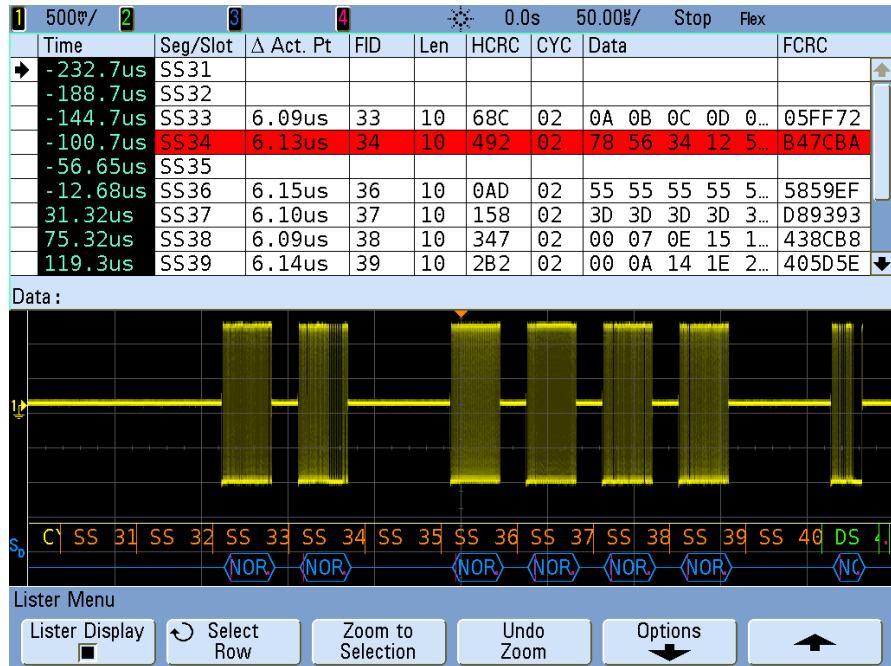 1 500mV/ 2 3 4 0.0s 50.00us/ Stop Flex
Time Seg/Slot Δ Act. Pt FID Len HCRC CYC Data FCRC
-232.7us SS31
-188.7us SS32
-144.7us SS33 6.09us 33 10 68C 02 0A 0B 0C 0D 0… 05FF72
-100.7us SS34 6.13us 34 10 492 02 78 56 34 12 5… B47CBA
-56.65us SS35
-12.68us SS36 6.15us 36 10 0AD 02 55 55 55 55 5… 5859EF
31.32us SS37 6.10us 37 10 158 02 3D 3D 3D 3D 3… D89393
75.32us SS38 6.09us 38 10 347 02 00 07 0E 15 1… 438CB8
119.3us SS39 6.14us 39 10 2B2 02 00 0A 14 1E 2… 405D5E
Data:
1
SS 31 SS 32 SS 33 SS 34 SS 35 SS 36 SS 37 SS 38 SS 39 SS 40 DS
SD NOR. NOR. NOR. NOR. NOR. NOR.
Lister Menu
Lister Display Select Zoom to Undo Options
Row Selection Zoom